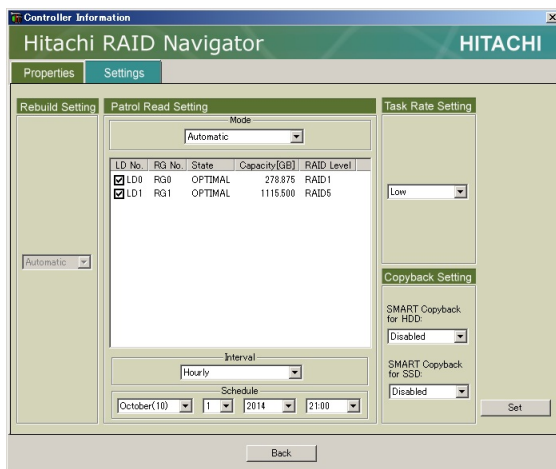 Controller Information
Hitachi RAID Navigator
HITACHI
Properties
Settings
Rebuild Setting
Automatic
Patrol Read Setting
Mode
Automatic
LD No. RG No. State Capacity[GB] RAID Level
LD0 RG0 OPTIMAL 278.875 RAID1
LD1 RG1 OPTIMAL 1115.500 RAID5
Interval
Hourly
Schedule
October(10) 1 2014 21:00
Task Rate Setting
Low
Copyback Setting
SMART Copyback
for HDD:
Disabled
SMART Copyback
for SSD:
Disabled
Set
Back